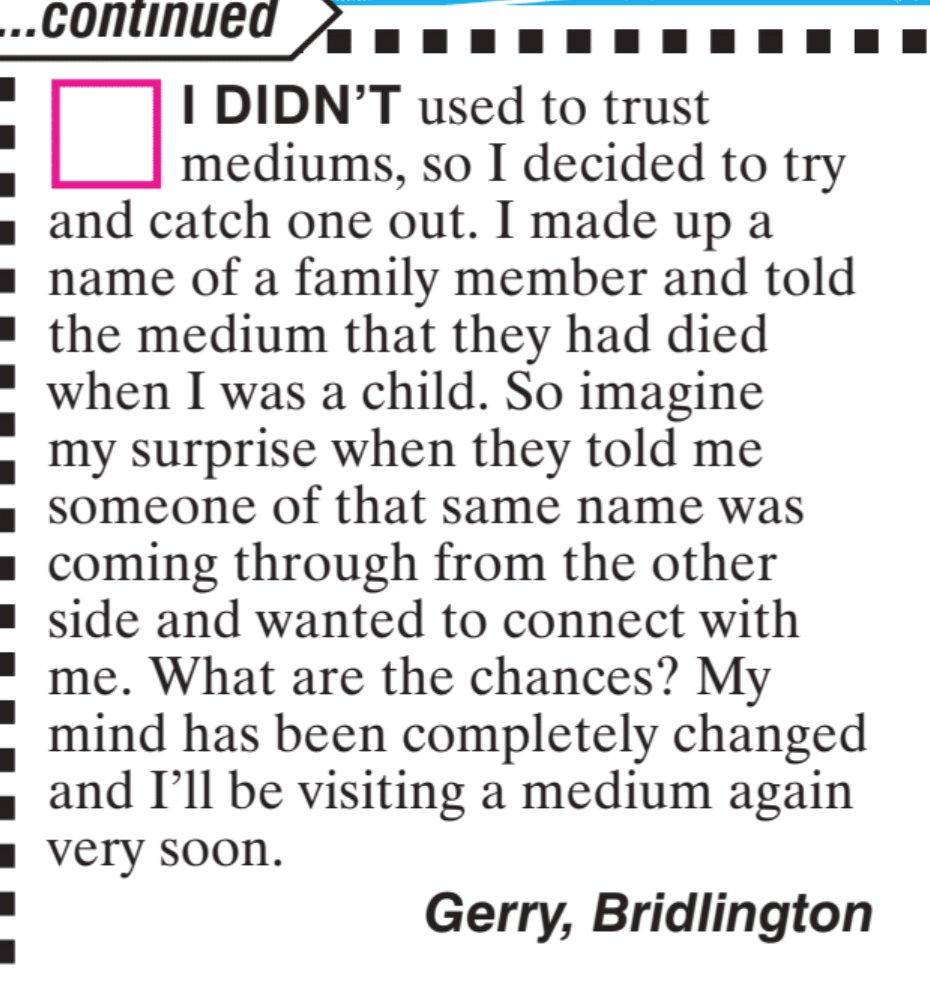 ...continued
I DIDN'T used to trust
mediums, so I decided to try
and catch one out. I made up a
name of a family member and told
the medium that they had died
when I was a child. So imagine
my surprise when they told me
someone of that same name was
coming through from the other
side and wanted to connect with
me. What are the chances? My
mind has been completely changed
and I'll be visiting a medium again
very soon.
Gerry, Bridlington